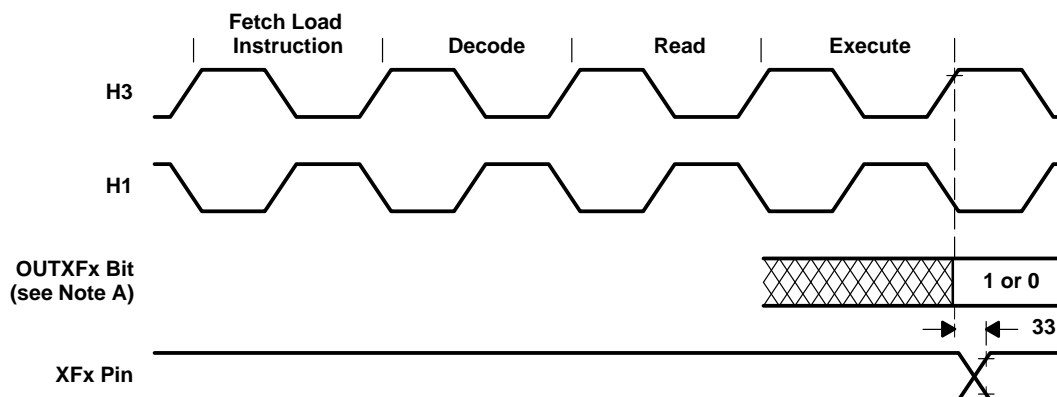 Fetch Load
Instruction
Decode
Read
Execute
H3
H1
OUTXFx Bit
(see Note A)
1 or 0
33
XFx Pin